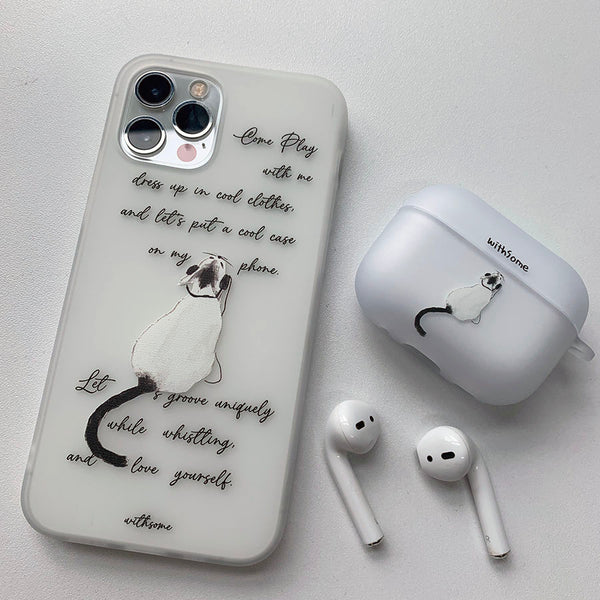 Come Play
with me
dress up in cool clothes,
and let's put a cool case
on my phone
Let's groove uniquely
while whistling,
and love yourself.
withsome
withsome